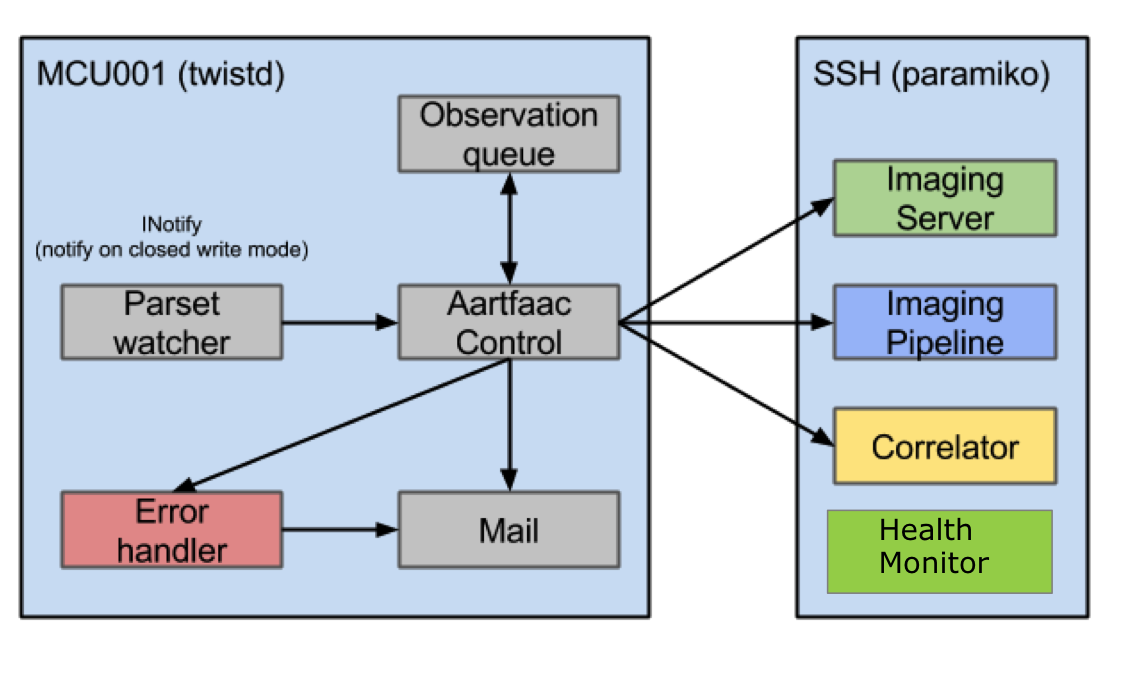 MCU001 (twistd)
Observation
queue
INotify
(notify on closed write mode)
Parset
watcher
Aartfaac
Control
Error
handler
Mail
SSH (paramiko)
Imaging
Server
Imaging
Pipeline
Correlator
Health
Monitor